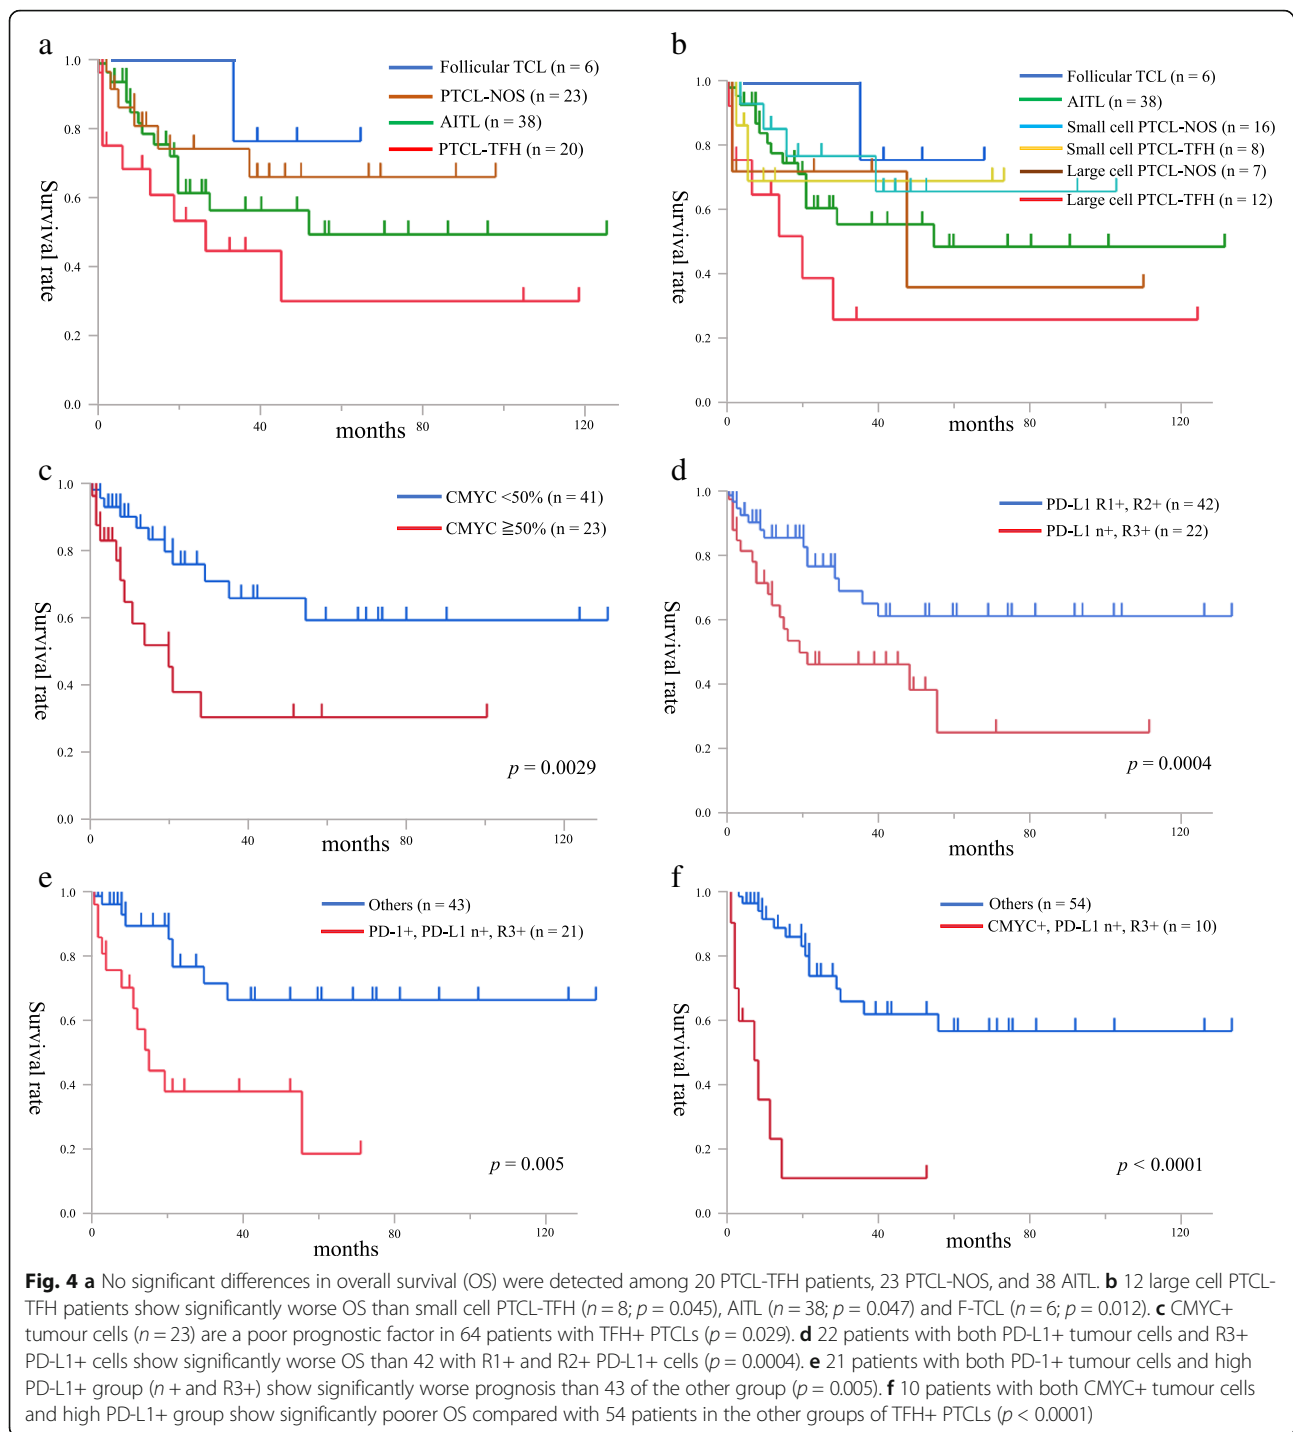 a
1.0
0.8
0.6
0.4
0.2
0.0
Survival rate
0
40
80
120
months
Follicular TCL (n = 6)
PTCL-NOS (n = 23)
AITL (n = 38)
PTCL-TFH (n = 20)
b
1.0
0.8
0.6
0.4
0.2
0.0
Survival rate
0
40
80
120
months
Follicular TCL (n = 6)
AITL (n = 38)
Small cell PTCL-NOS (n = 16)
Small cell PTCL-TFH (n = 8)
Large cell PTCL-NOS (n = 7)
Large cell PTCL-TFH (n = 12)
c
1.0
0.8
0.6
0.4
0.2
0.0
Survival rate
0
40
80
120
months
CMYC <50% (n = 41)
CMYC ≧50% (n = 23)
p = 0.0029
d
1.0
0.8
0.6
0.4
0.2
0.0
Survival rate
0
40
80
120
months
PD-L1 R1+, R2+ (n = 42)
PD-L1 n+, R3+ (n = 22)
p = 0.0004
e
1.0
0.8
0.6
0.4
0.2
0.0
Survival rate
0
40
80
120
months
Others (n = 43)
PD-1+, PD-L1 n+, R3+ (n = 21)
p = 0.005
f
1.0
0.8
0.6
0.4
0.2
0.0
Survival rate
0
40
80
120
months
Others (n = 54)
CMYC+, PD-L1 n+, R3+ (n = 10)
p < 0.0001
Fig. 4 a No significant differences in overall survival (OS) were detected among 20 PTCL-TFH patients, 23 PTCL-NOS, and 38 AITL. b 12 large cell PTCL-
TFH patients show significantly worse OS than small cell PTCL-TFH (n = 8; p = 0.045), AITL (n = 38; p = 0.047) and F-TCL (n = 6; p = 0.012). c CMYC+
tumour cells (n = 23) are a poor prognostic factor in 64 patients with TFH+ PTCLs (p = 0.029). d 22 patients with both PD-L1+ tumour cells and R3+
PD-L1+ cells show significantly worse OS than 42 with R1+ and R2+ PD-L1+ cells (p = 0.0004). e 21 patients with both PD-1+ tumour cells and high
PD-L1+ group (n + and R3+) show significantly worse prognosis than 43 of the other group (p = 0.005). f 10 patients with both CMYC+ tumour cells
and high PD-L1+ group show significantly poorer OS compared with 54 patients in the other groups of TFH+ PTCLs (p < 0.0001)